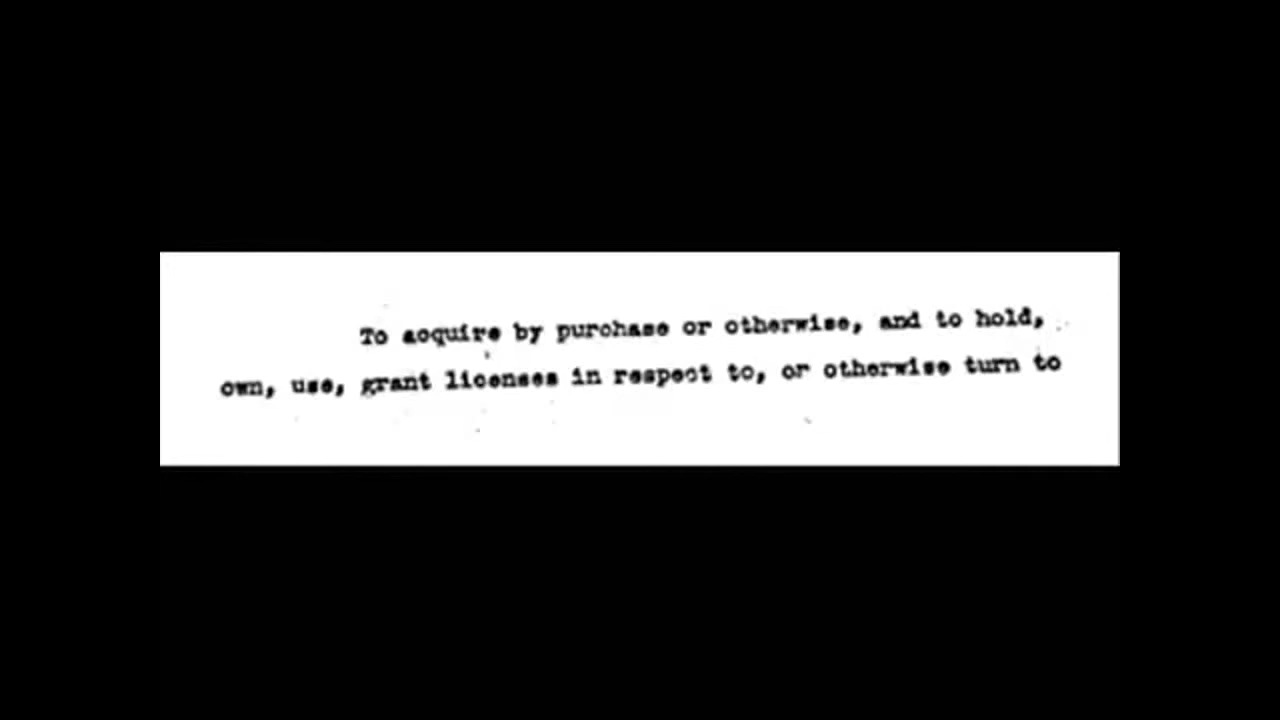 To acquire by purchase or otherwise, and to hold,
own, use, grant licenses in respect to, or otherwise turn to